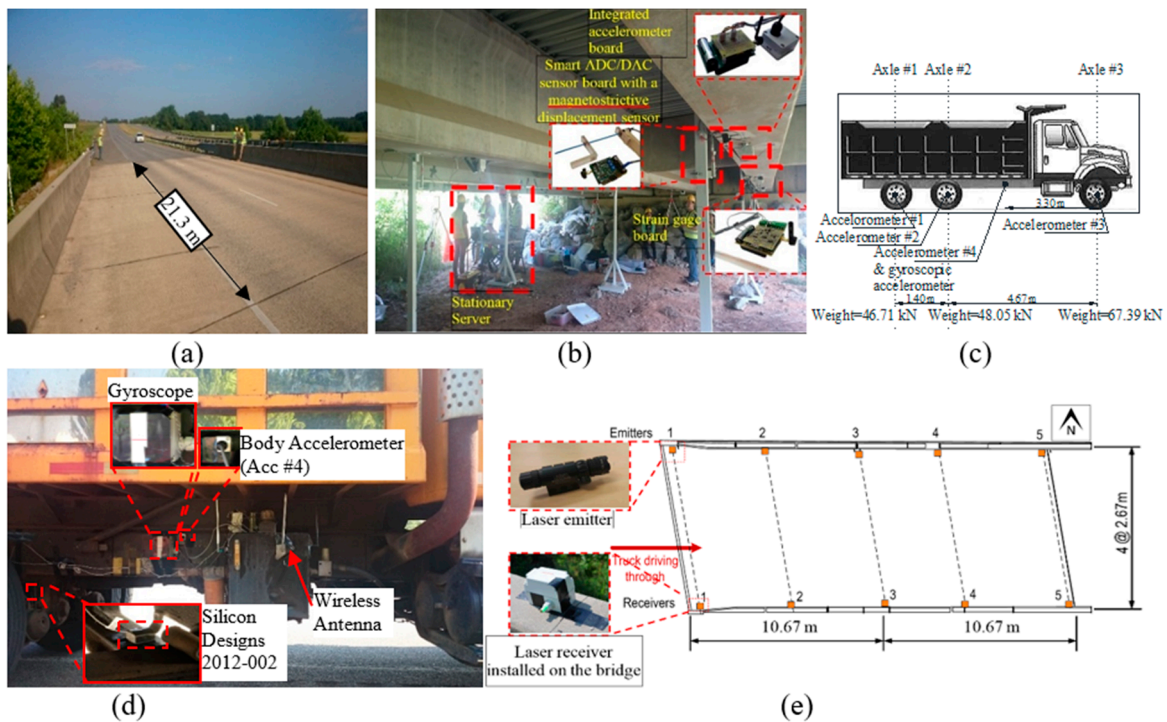 21.3 m
(a)
Integrated
accelerometer
board
Smart ADC/DAC
sensor board with a
magnetostrictive
displacement sensor
Strain gage
board
Stationary
Server
(b)
Axle #1 Axle #2 Axle #3
3.30m
Accelorometer #1
Accelerometer #2
Accelerometer #3
Accelerometer #4
& gyroscopic
accelerometer
1.40m 4.67m
Weight=46.71 kN Weight=48.05 kN Weight=67.39 kN
(c)
Gyroscope
Body Accelerometer
(Acc #4)
Wireless
Antenna
Silicon
Designs
2012-002
(d)
N
Emitters 1 2 3 4 5
Laser emitter
4 @ 2.67m
Truck driving
through
Receivers 1 2 3 4 5
10.67 m 10.67 m
Laser receiver
installed on the bridge
(e)